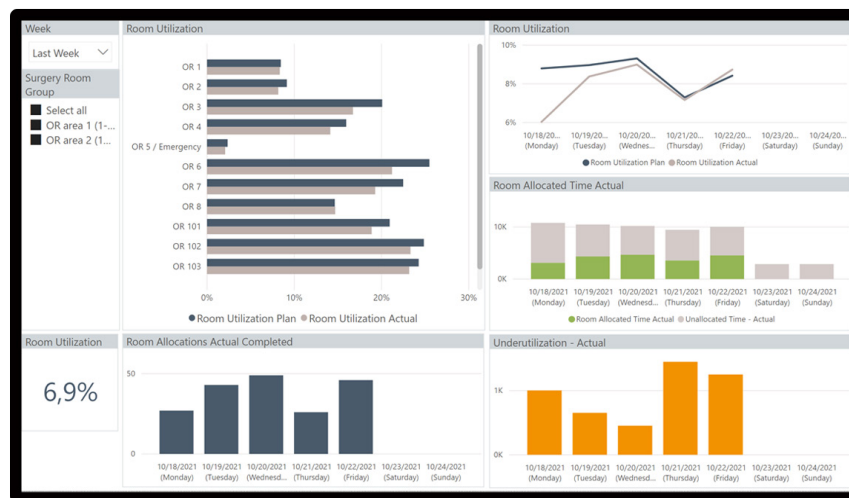 Week
Last Week
Surgery Room
Group
Select all
OR area 1 (1-...
OR area 2 (1...
Room Utilization
OR 1
OR 2
OR 3
OR 4
OR 5 / Emergency
OR 6
OR 7
OR 8
OR 101
OR 102
OR 103
0% 10% 20% 30%
Room Utilization Plan Room Utilization Actual
Room Utilization
10%
8%
6%
10/18/20... 10/19/20... 10/20/20... 10/21/20... 10/22/20... 10/23/20... 10/24/20...
(Monday) (Tuesday) (Wednes... (Thursday) (Friday) (Saturday) (Sunday)
Room Utilization Plan Room Utilization Actual
Room Allocated Time Actual
10K
0K
10/18/2021 10/19/2021 10/20/2021 10/21/2021 10/22/2021 10/23/2021 10/24/2021
(Monday) (Tuesday) (Wednesd... (Thursday) (Friday) (Saturday) (Sunday)
Room Allocated Time Actual Unallocated Time - Actual
Room Utilization
6,9%
Room Allocations Actual Completed
50
0
10/18/2021 10/19/2021 10/20/2021 10/21/2021 10/22/2021 10/23/2021 10/24/2021
(Monday) (Tuesday) (Wednesd... (Thursday) (Friday) (Saturday) (Sunday)
Underutilization - Actual
1K
0K
10/18/2021 10/19/2021 10/20/2021 10/21/2021 10/22/2021 10/23/2021 10/24/2021
(Monday) (Tuesday) (Wednesd... (Thursday) (Friday) (Saturday) (Sunday)